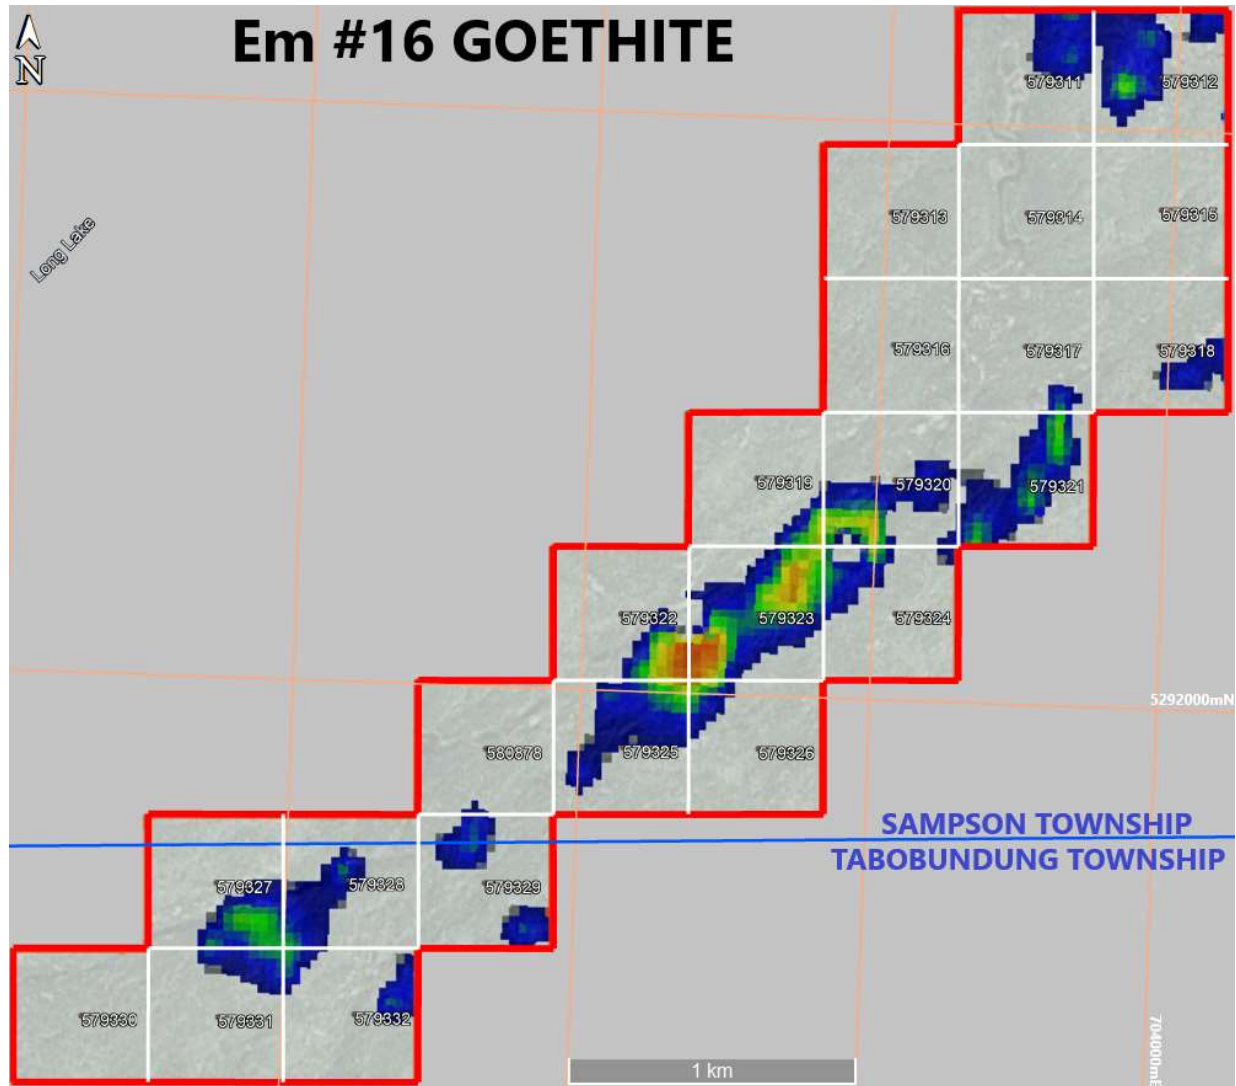 Em #16 GOETHITE
N
579311
579312
579313
579314
579315
Long Lake
579316
579317
579318
579319
579320
579321
579322
579323
579324
5292000mN
580878
579325
579326
SAMPSON TOWNSHIP
TABOBUNDUNG TOWNSHIP
579327
579328
579329
579330
579331
579332
704000mE
1 km